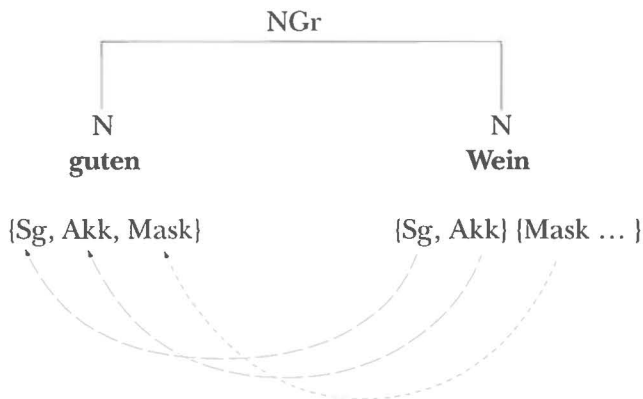 NGr
N N
guten Wein
{Sg, Akk, Mask} {Sg, Akk} {Mask ... }